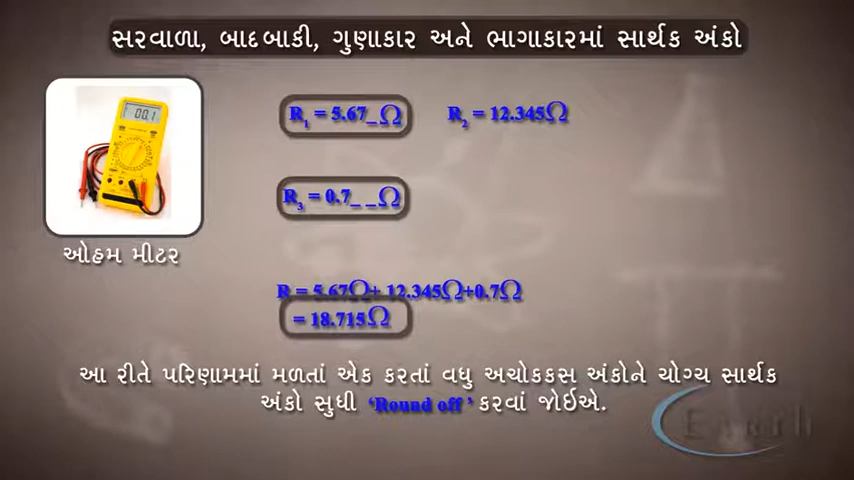 સરવાળા, બાદબાકી, ગુણાકાર અને ભાગાકારમાં સાર્થક અંકો
00.1
R₁ = 5.67_Ω R₂ = 12.345Ω
R₃ = 0.7_ _Ω
ઓહમ મીટર
R = 5.67Ω+ 12.345Ω+0.7Ω
= 18.715Ω
આ રીતે પરિણામમાં મળતાં એક કરતાં વધુ અચોકકસ અંકોને યોગ્ય સાર્થક
અંકો સુધી ‘Round off’ કરવાં જોઈએ.